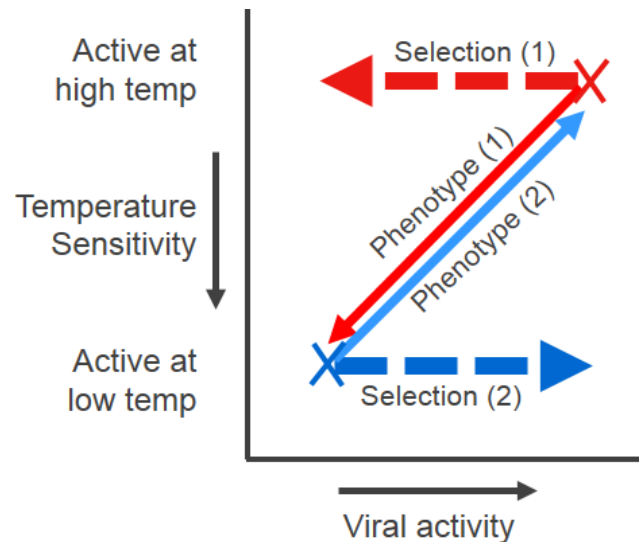 Active at
high temp
Selection (1)
Phenotype (1)
Phenotype (2)
Temperature
Sensitivity
Active at
low temp
Selection (2)
Viral activity